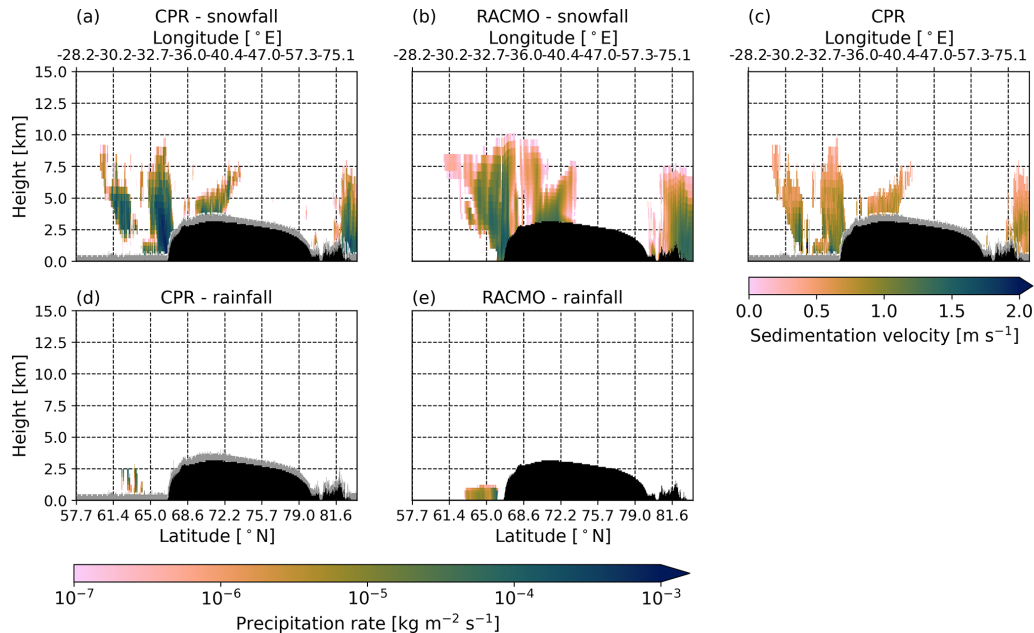 (a) CPR - snowfall (b) RACMO - snowfall (c) CPR
Longitude [°E] Longitude [°E] Longitude [°E]
-28.2-30.2-32.7-36.0-40.4-47.0-57.3-75.1 -28.2-30.2-32.7-36.0-40.4-47.0-57.3-75.1 -28.2-30.2-32.7-36.0-40.4-47.0-57.3-75.1
15.0
12.5
10.0
7.5
5.0
2.5
0.0
Height [km]
0.0 0.5 1.0 1.5 2.0
Sedimentation velocity [m s⁻¹]
(d) CPR - rainfall (e) RACMO - rainfall
15.0
12.5
10.0
7.5
5.0
2.5
0.0
Height [km]
57.7 61.4 65.0 68.6 72.2 75.7 79.0 81.6 57.7 61.4 65.0 68.6 72.2 75.7 79.0 81.6
Latitude [°N] Latitude [°N]
10⁻⁷ 10⁻⁶ 10⁻⁵ 10⁻⁴ 10⁻³
Precipitation rate [kg m⁻² s⁻¹]